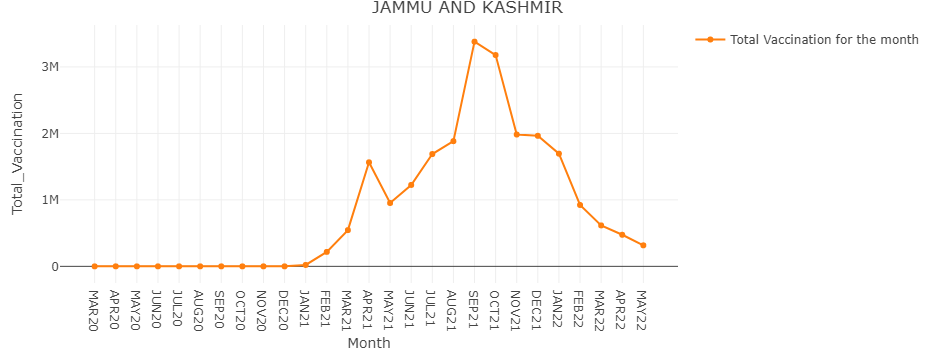 JAMMU AND KASHMIR
Total Vaccination for the month
3M
2M
1M
0
Total_Vaccination
MAR20
APR20
MAY20
JUN20
JUL20
AUG20
SEP20
OCT20
NOV20
DEC20
JAN21
FEB21
MAR21
APR21
MAY21
JUN21
JUL21
AUG21
SEP21
OCT21
NOV21
DEC21
JAN22
FEB22
MAR22
APR22
MAY22
Month